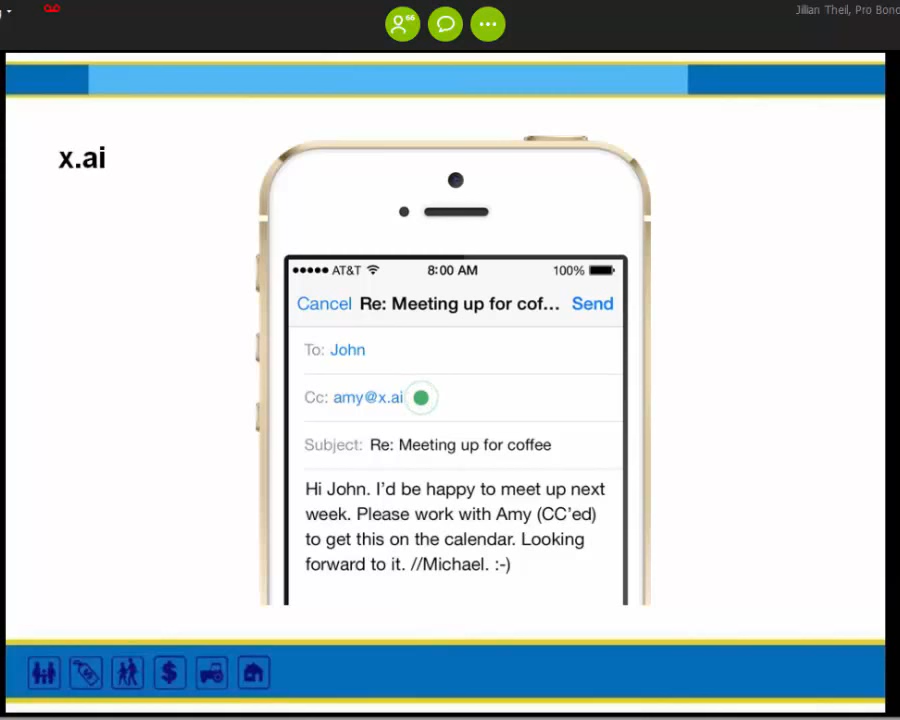 66
Jillian Theil, Pro Bono
x.ai
AT&T
8:00 AM
100%
Cancel
Re: Meeting up for cof...
Send
To: John
Cc: amy@x.ai
Subject: Re: Meeting up for coffee
Hi John. I'd be happy to meet up next
week. Please work with Amy (CC'ed)
to get this on the calendar. Looking
forward to it. //Michael. :-)
$